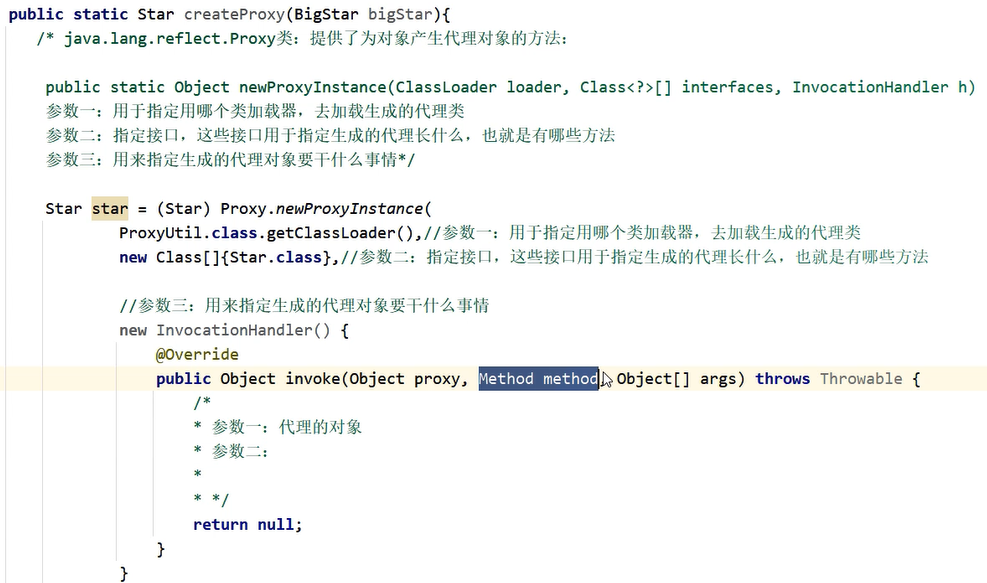 public static Star createProxy(BigStar bigStar){
/* java.lang.reflect.Proxy类：提供了为对象产生代理对象的方法：
public static Object newProxyInstance(ClassLoader loader, Class<?>[] interfaces, InvocationHandler h)
参数一：用于指定用哪个类加载器，去加载生成的代理类
参数二：指定接口，这些接口用于指定生成的代理长什么，也就是有哪些方法
参数三：用来指定生成的代理对象要干什么事情*/
Star star = (Star) Proxy.newProxyInstance(
ProxyUtil.class.getClassLoader(),//参数一：用于指定用哪个类加载器，去加载生成的代理类
new Class[]{Star.class},//参数二：指定接口，这些接口用于指定生成的代理长什么，也就是有哪些方法
//参数三：用来指定生成的代理对象要干什么事情
new InvocationHandler() {
@Override
public Object invoke(Object proxy, Method method, Object[] args) throws Throwable {
/*
* 参数一：代理的对象
* 参数二：
*
* */
return null;
}
}